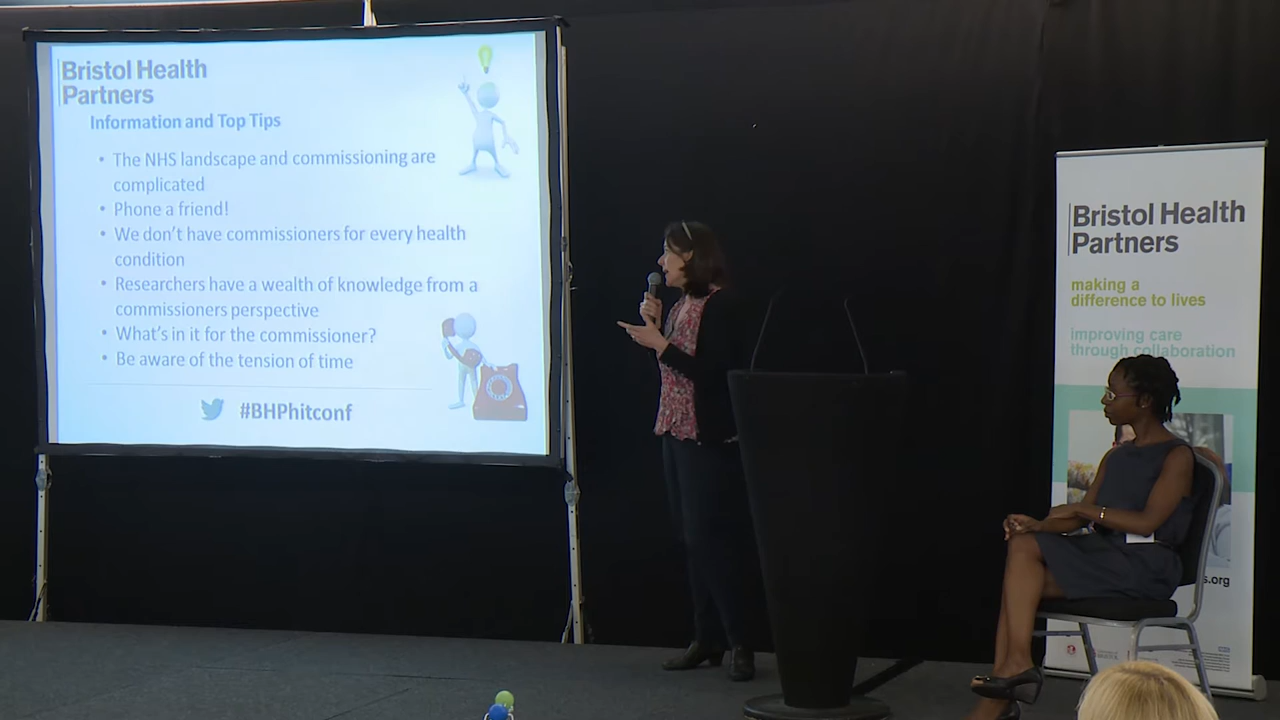 Bristol Health
Partners
Information and Top Tips
• The NHS landscape and commissioning are
complicated
• Phone a friend!
• We don't have commissioners for every health
condition
• Researchers have a wealth of knowledge from a
commissioners perspective
• What's in it for the commissioner?
• Be aware of the tension of time
#BHPhitconf
Bristol Health
Partners
making a
difference to lives
improving care
through collaboration
s.org